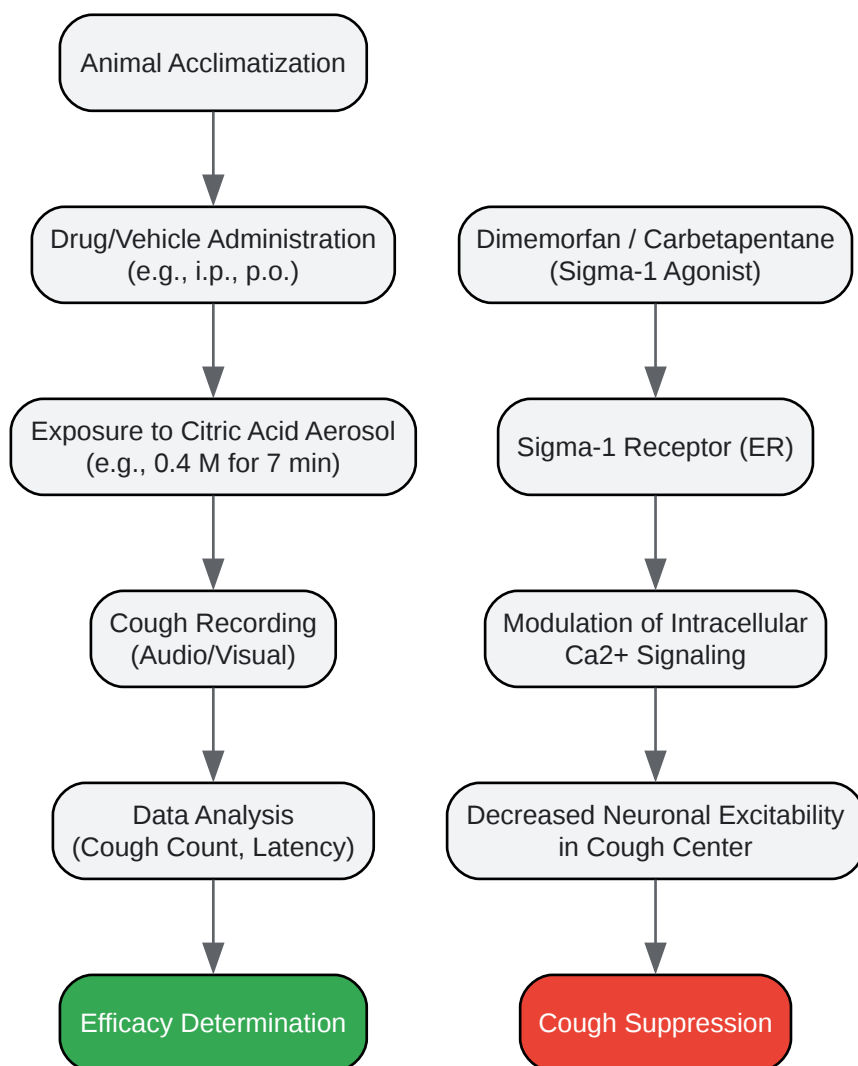 Animal Acclimatization
Drug/Vehicle Administration
(e.g., i.p., p.o.)
Exposure to Citric Acid Aerosol
(e.g., 0.4 M for 7 min)
Cough Recording
(Audio/Visual)
Data Analysis
(Cough Count, Latency)
Efficacy Determination
Dimemorfan / Carbetapentane
(Sigma-1 Agonist)
Sigma-1 Receptor (ER)
Modulation of Intracellular
Ca2+ Signaling
Decreased Neuronal Excitability
in Cough Center
Cough Suppression